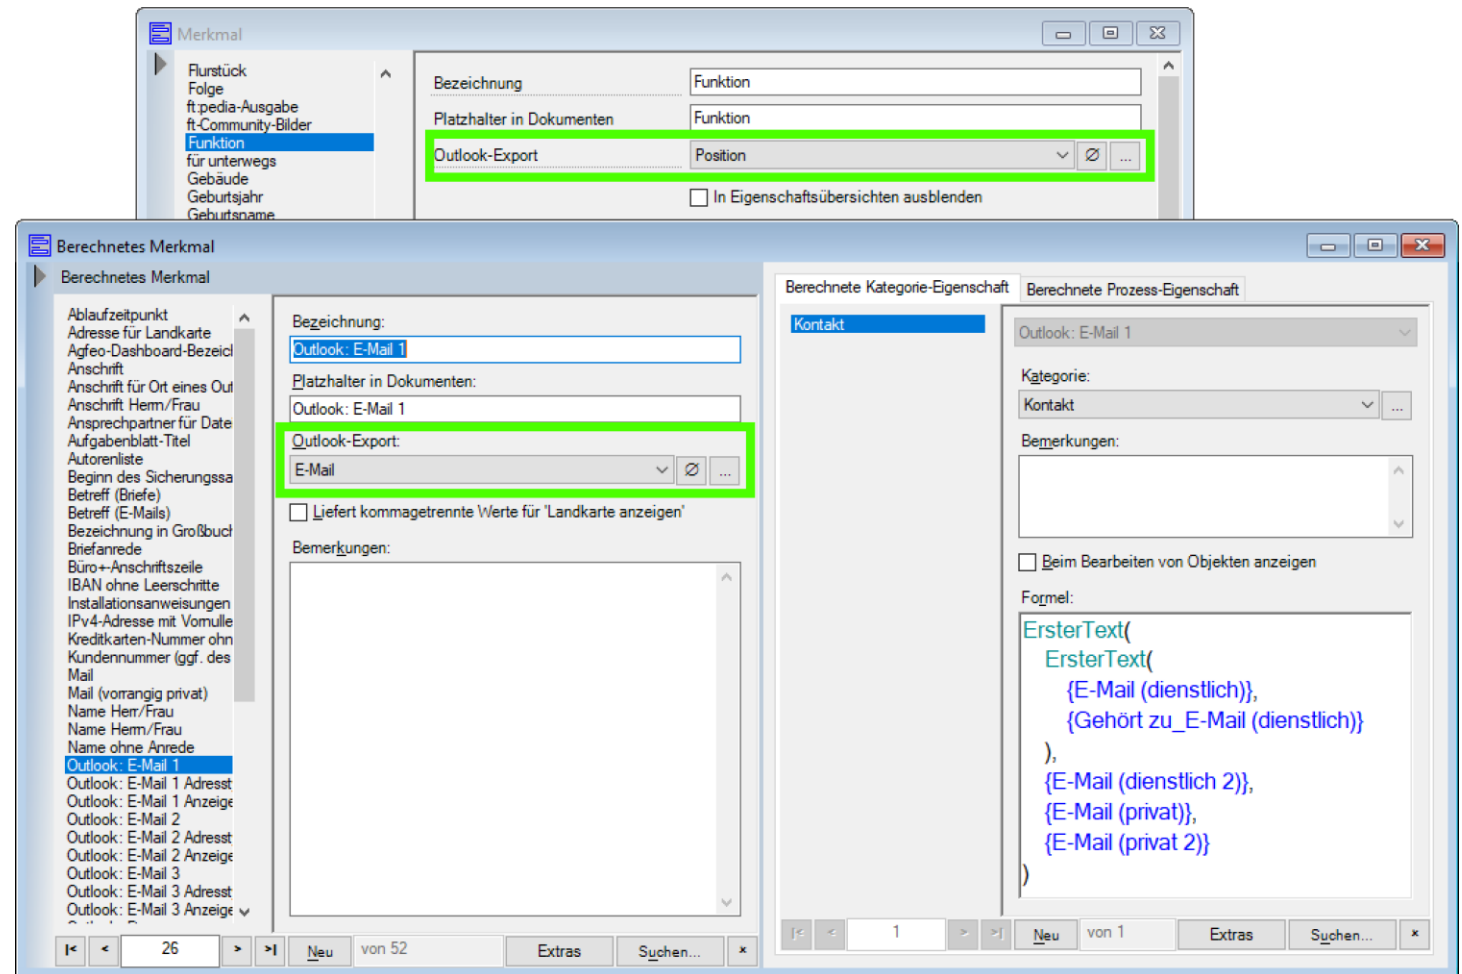 Merkmal
Flurstück
Folge
ft:pedia-Ausgabe
ft-Community-Bilder
Funktion
für unterwegs
Gebäude
Geburtsjahr
Geburtsname
Bezeichnung
Funktion
Platzhalter in Dokumenten
Funktion
Outlook-Export
Position
Ø
...
In Eigenschaftsübersichten ausblenden
Berechnetes Merkmal
Berechnetes Merkmal
Ablaufzeitpunkt
Adresse für Landkarte
Agfeo-Dashboard-Bezeicl
Anschrift
Anschrift für Ort eines Out
Anschrift Herrn/Frau
Ansprechpartner für Date
Aufgabenblatt-Titel
Autorenliste
Beginn des Sicherungssa
Betreff (Briefe)
Betreff (E-Mails)
Bezeichnung in Großbuch
Briefanrede
Büro+-Anschriftszeile
IBAN ohne Leerschritte
Installationsanweisungen
IPv4-Adresse mit Vornulle
Kreditkarten-Nummer ohn
Kundennummer (ggf. des
Mail
Mail (vorrangig privat)
Name Herr/Frau
Name Herrn/Frau
Name ohne Anrede
Outlook: E-Mail 1
Outlook: E-Mail 1 Adresst
Outlook: E-Mail 1 Anzeige
Outlook: E-Mail 2
Outlook: E-Mail 2 Adresst
Outlook: E-Mail 2 Anzeige
Outlook: E-Mail 3
Outlook: E-Mail 3 Adresst
Outlook: E-Mail 3 Anzeige
Bezeichnung:
Outlook: E-Mail 1
Platzhalter in Dokumenten:
Outlook: E-Mail 1
Outlook-Export:
E-Mail
Ø
...
Liefert kommagetrennte Werte für 'Landkarte anzeigen'
Bemerkungen:
|< < 26 > >| Neu von 52 Extras Suchen... ×
Berechnete Kategorie-Eigenschaft
Berechnete Prozess-Eigenschaft
Kontakt
Outlook: E-Mail 1
Kategorie:
Kontakt
...
Bemerkungen:
Beim Bearbeiten von Objekten anzeigen
Formel:
ErsterText(
ErsterText(
{E-Mail (dienstlich)},
{Gehört zu_E-Mail (dienstlich)}
),
{E-Mail (dienstlich 2)},
{E-Mail (privat)},
{E-Mail (privat 2)}
)
|< < 1 > >| Neu von 1 Extras Suchen... ×